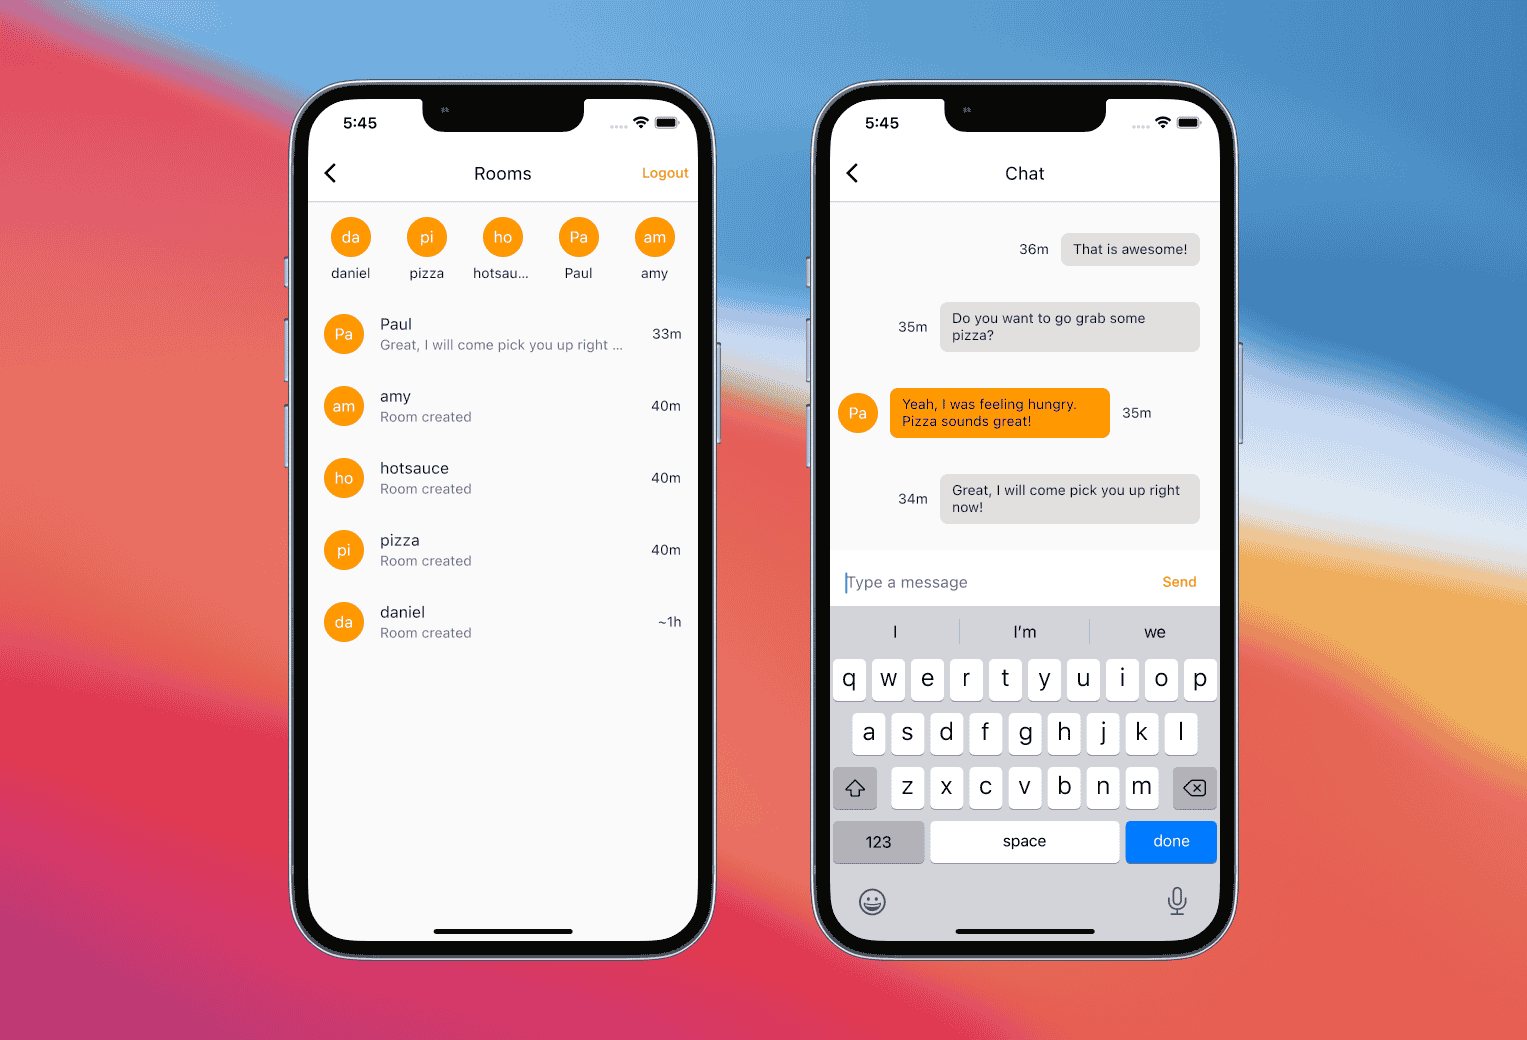 5:45
Rooms
Logout
da
pi
ho
Pa
am
daniel
pizza
hotsau...
Paul
amy
Pa
Paul
Great, I will come pick you up right ...
33m
am
amy
Room created
40m
ho
hotsauce
Room created
40m
pi
pizza
Room created
40m
da
daniel
Room created
~1h
5:45
Chat
36m
That is awesome!
35m
Do you want to go grab some
pizza?
Pa
Yeah, I was feeling hungry.
Pizza sounds great!
35m
34m
Great, I will come pick you up right
now!
Type a message
Send
I
I'm
we
q w e r t y u i o p
a s d f g h j k l
z x c v b n m
123
space
done